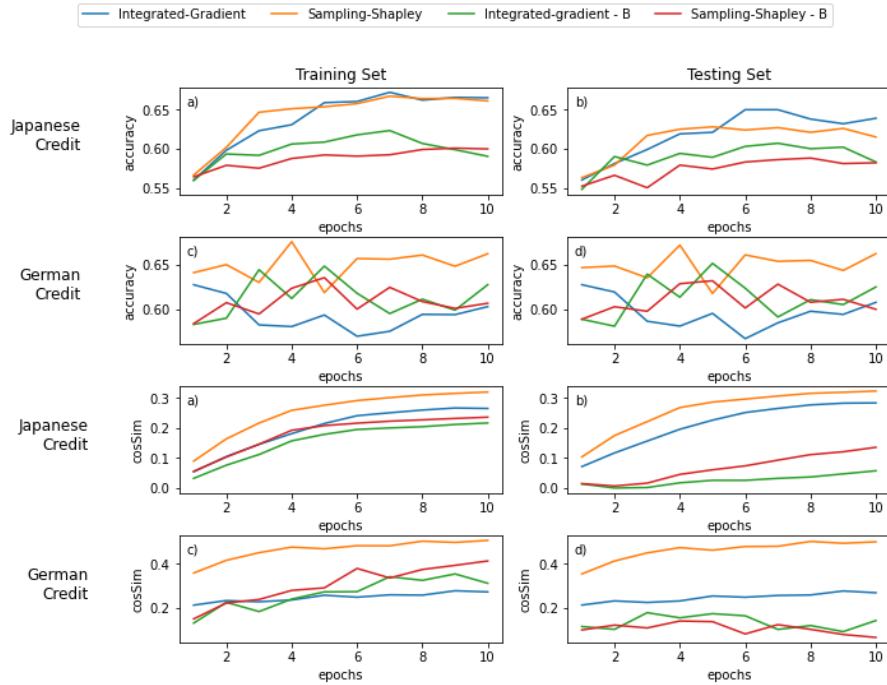 Integrated-Gradient Sampling-Shapley Integrated-gradient - B Sampling-Shapley - B
Training Set Testing Set
Japanese
Credit
a)
accuracy
0.65
0.60
0.55
2 4 6 8 10
epochs
b)
accuracy
0.65
0.60
0.55
2 4 6 8 10
epochs
German
Credit
c)
accuracy
0.65
0.60
2 4 6 8 10
epochs
d)
accuracy
0.65
0.60
2 4 6 8 10
epochs
Japanese
Credit
a)
cosSim
0.3
0.2
0.1
0.0
2 4 6 8 10
epochs
b)
cosSim
0.3
0.2
0.1
0.0
2 4 6 8 10
epochs
German
Credit
c)
cosSim
0.4
0.2
2 4 6 8 10
epochs
d)
cosSim
0.4
0.2
2 4 6 8 10
epochs